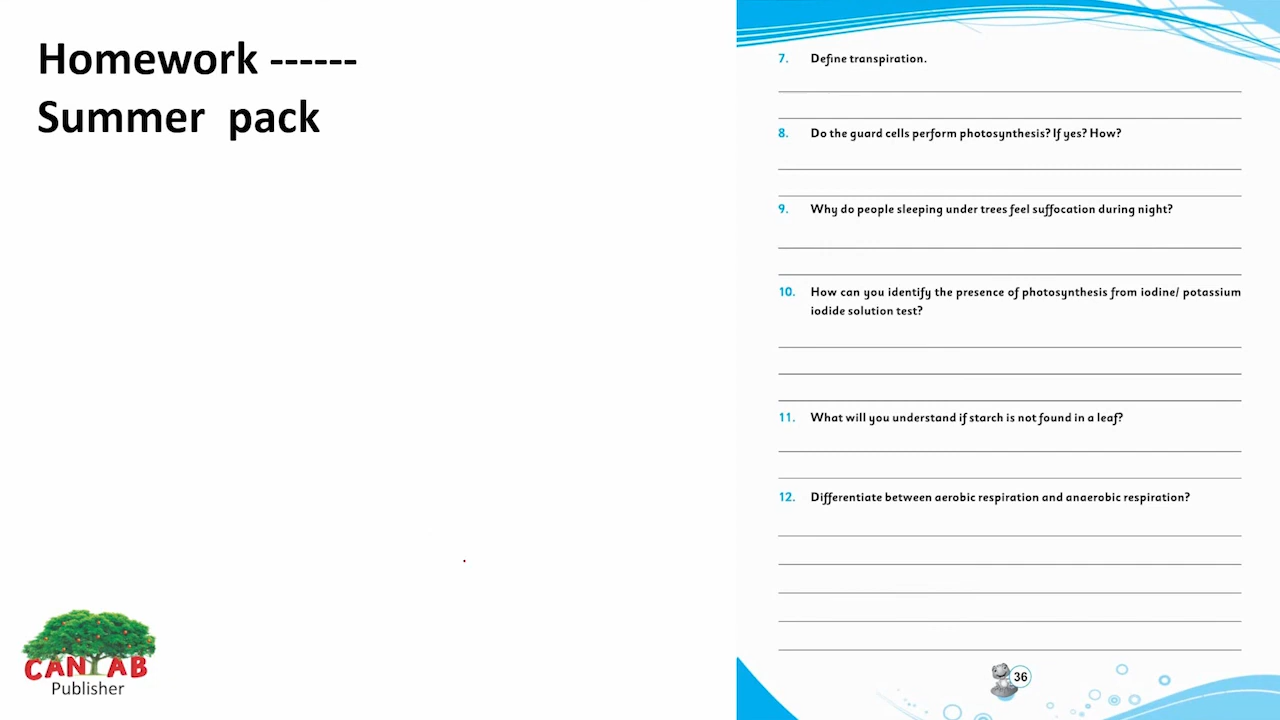 Homework ------
Summer pack
7. Define transpiration.
8. Do the guard cells perform photosynthesis? If yes? How?
9. Why do people sleeping under trees feel suffocation during night?
10. How can you identify the presence of photosynthesis from iodine/ potassium
iodide solution test?
11. What will you understand if starch is not found in a leaf?
12. Differentiate between aerobic respiration and anaerobic respiration?
36
CANTAB
Publisher